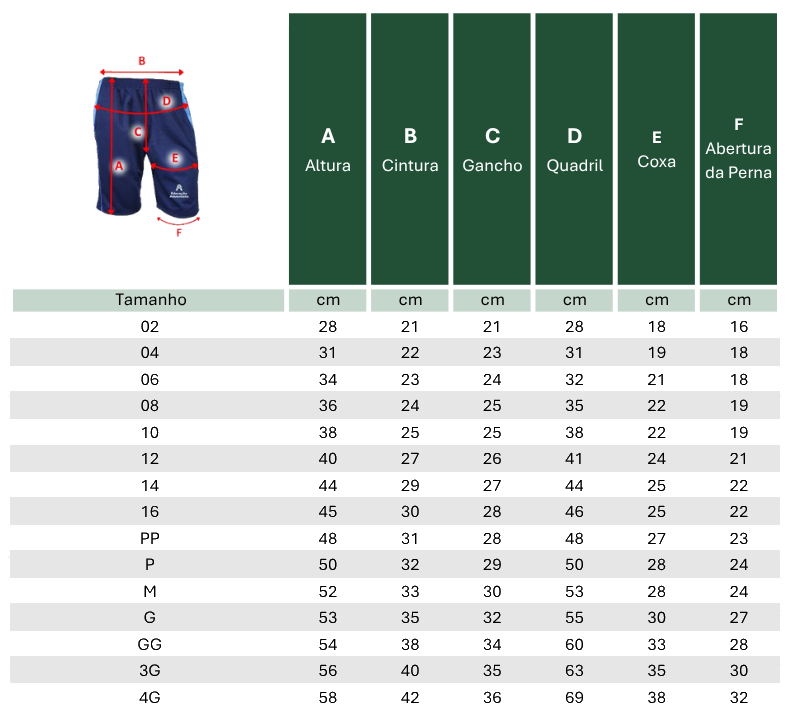 B
D
C
E
A
F
A
Altura
B
Cintura
C
Gancho
D
Quadril
E
Coxa
F
Abertura
da Perna
Tamanho cm cm cm cm cm cm
02 28 21 21 28 18 16
04 31 22 23 31 19 18
06 34 23 24 32 21 18
08 36 24 25 35 22 19
10 38 25 25 38 22 19
12 40 27 26 41 24 21
14 44 29 27 44 25 22
16 45 30 28 46 25 22
PP 48 31 28 48 27 23
P 50 32 29 50 28 24
M 52 33 30 53 28 24
G 53 35 32 55 30 27
GG 54 38 34 60 33 28
3G 56 40 35 63 35 30
4G 58 42 36 69 38 32